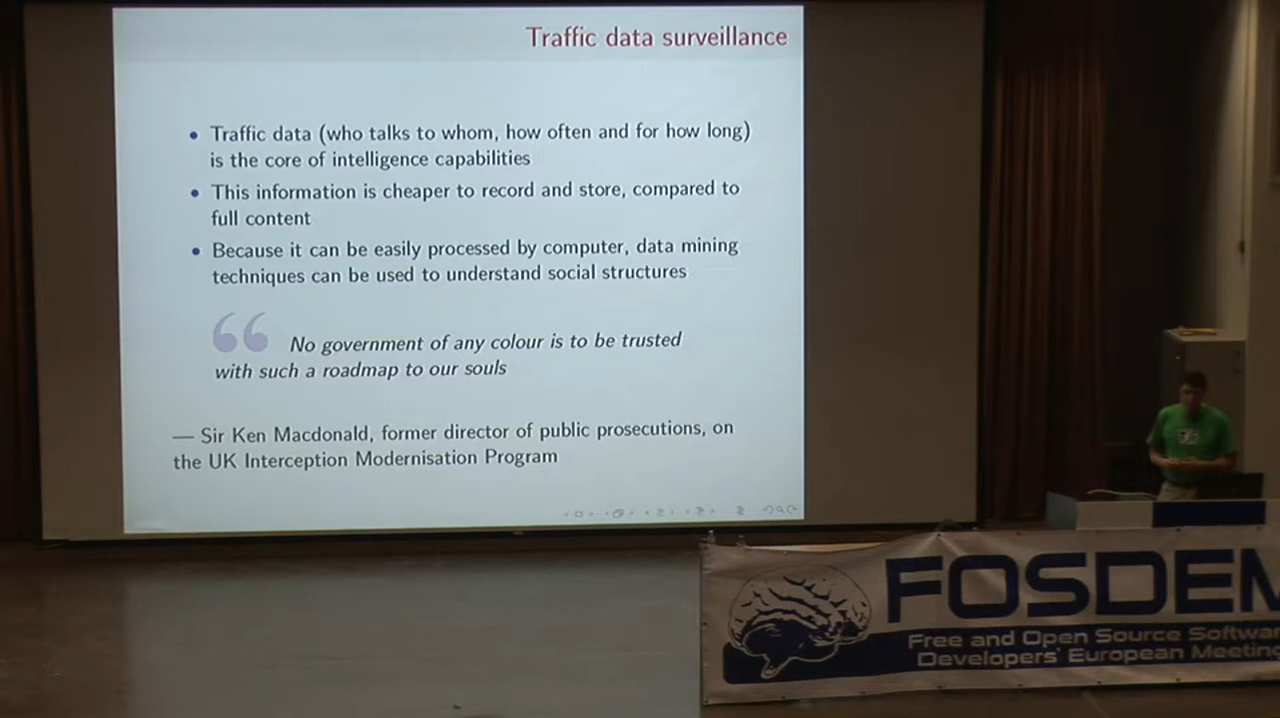 Traffic data surveillance
• Traffic data (who talks to whom, how often and for how long)
is the core of intelligence capabilities
• This information is cheaper to record and store, compared to
full content
• Because it can be easily processed by computer, data mining
techniques can be used to understand social structures
“ No government of any colour is to be trusted
with such a roadmap to our souls
— Sir Ken Macdonald, former director of public prosecutions, on
the UK Interception Modernisation Program
FOSDEM
Free and Open Source Softwar
Developers' European Meeting